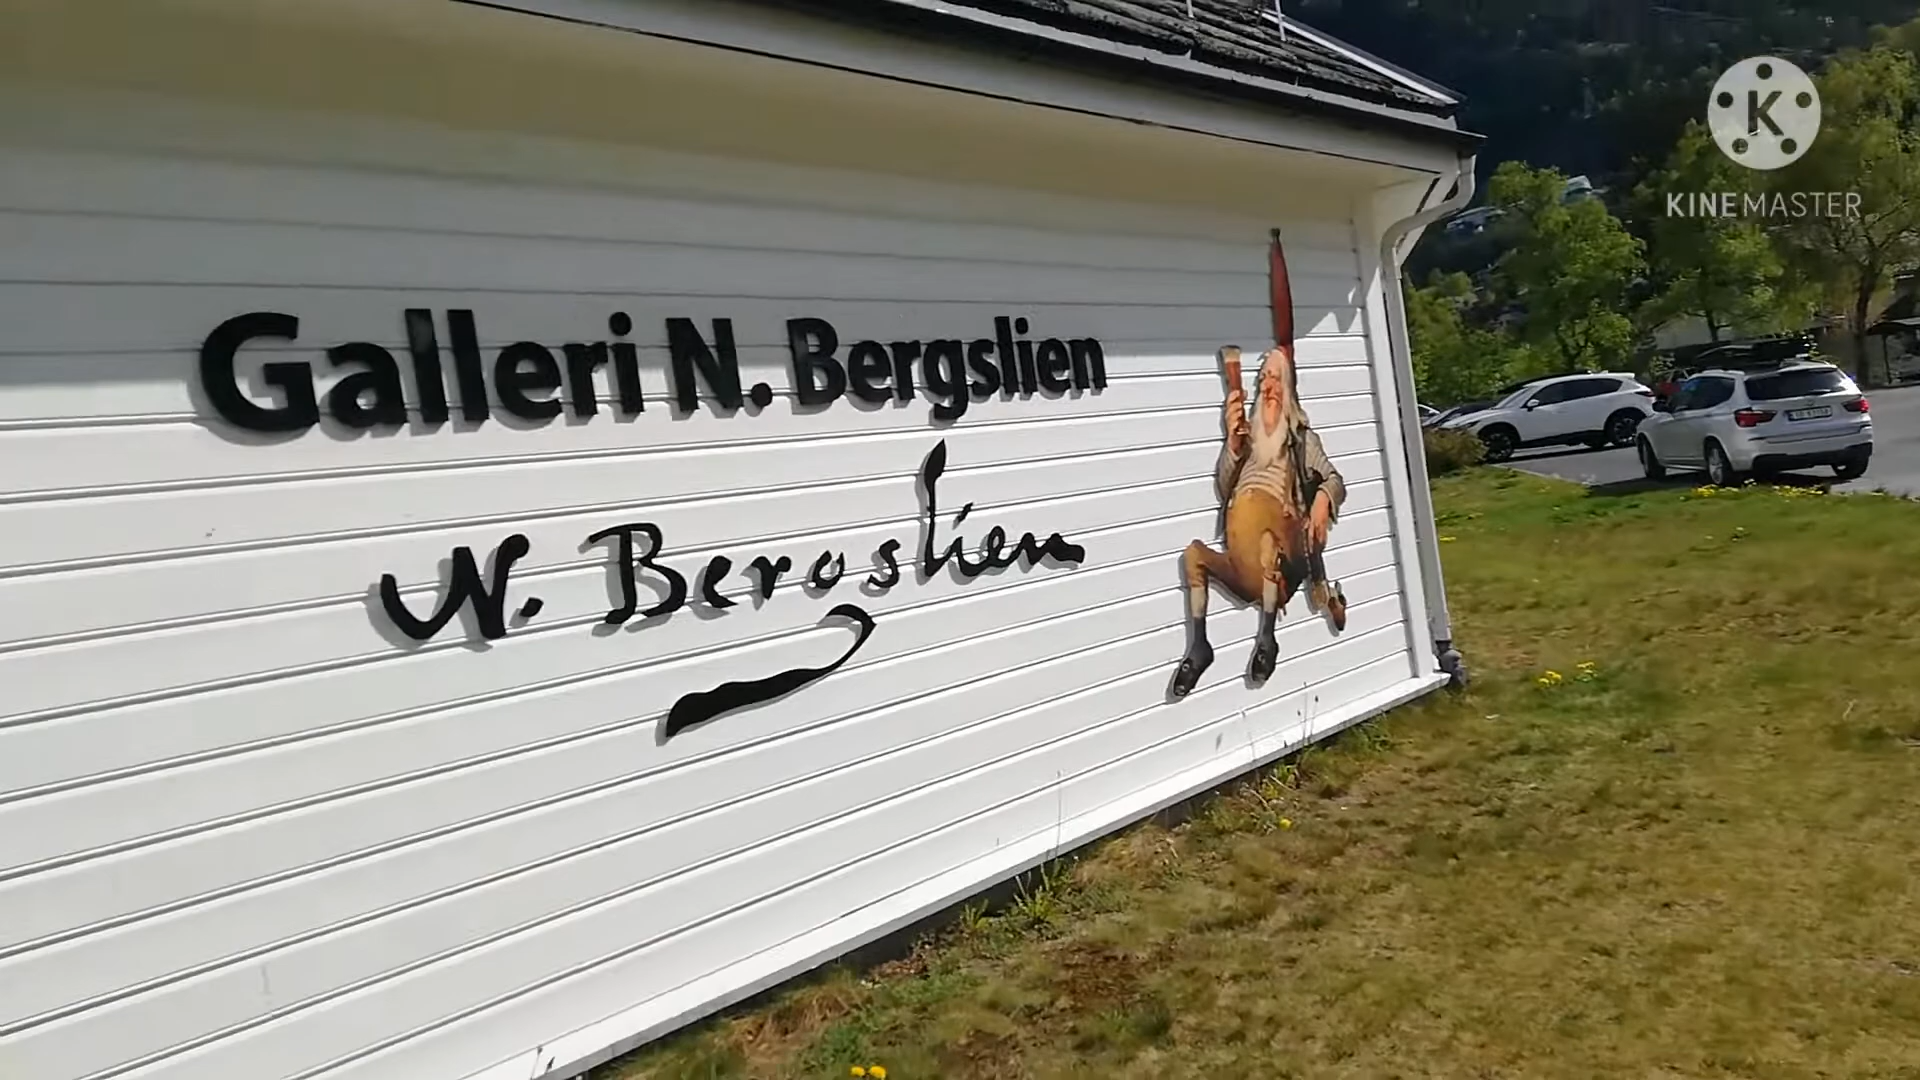 Galleri N. Bergslien
N. Bergslien
K
KINEMASTER